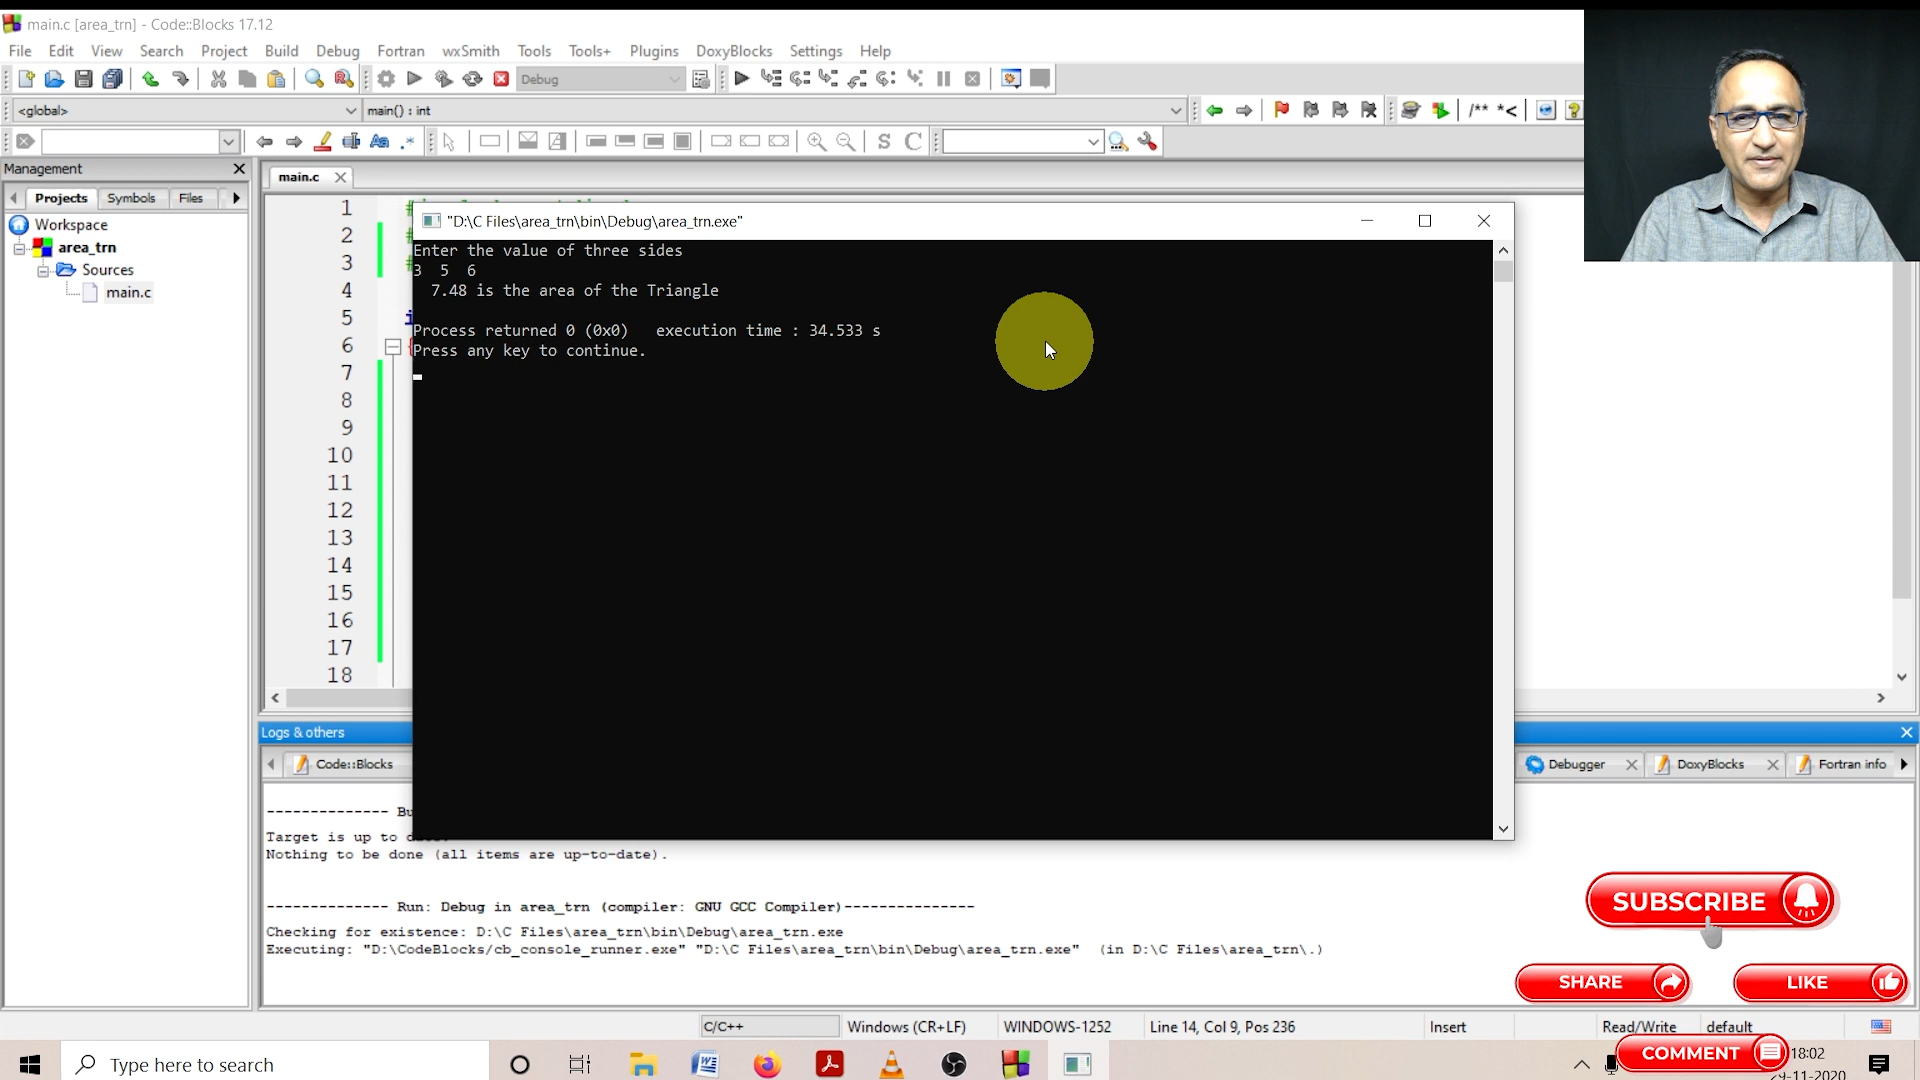 main.c [area_trn] - Code::Blocks 17.12
File Edit View Search Project Build Debug Fortran wxSmith Tools Tools+ Plugins DoxyBlocks Settings Help
Debug
<global> main() : int
/** *<
Aa .* S C
Management
Projects Symbols Files
main.c
Workspace
area_trn
Sources
main.c
1
2
3
4
5
6
7
8
9
10
11
12
13
14
15
16
17
18
"D:\C Files\area_trn\bin\Debug\area_trn.exe"
Enter the value of three sides
3 5 6
7.48 is the area of the Triangle
Process returned 0 (0x0) execution time : 34.533 s
Press any key to continue.
Logs & others
Code::Blocks Debugger DoxyBlocks Fortran info
-------------- Bu
Target is up to
Nothing to be done (all items are up-to-date).
-------------- Run: Debug in area_trn (compiler: GNU GCC Compiler)---------------
Checking for existence: D:\C Files\area_trn\bin\Debug\area_trn.exe
Executing: "D:\CodeBlocks/cb_console_runner.exe" "D:\C Files\area_trn\bin\Debug\area_trn.exe" (in D:\C Files\area_trn\.)
SUBSCRIBE
SHARE LIKE
C/C++ Windows (CR+LF) WINDOWS-1252 Line 14, Col 9, Pos 236 Insert Read/Write default
Type here to search
COMMENT
18:02
29-11-2020